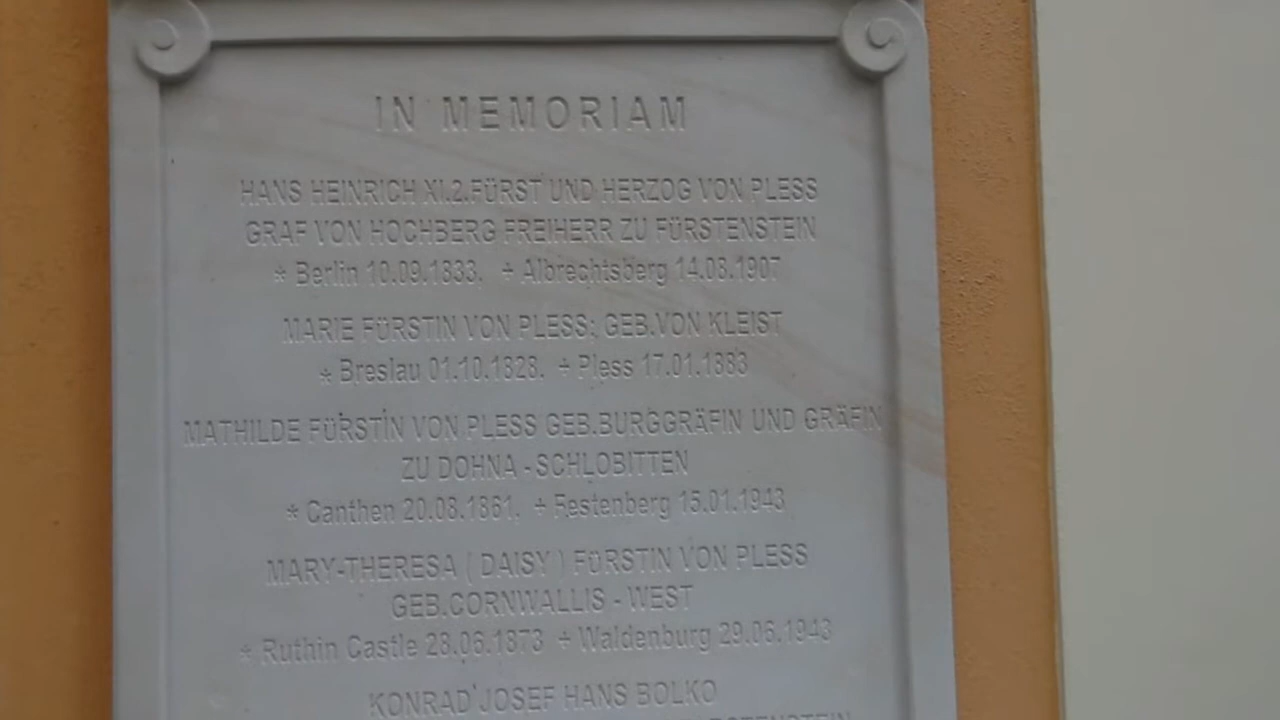 IN MEMORIAM
HANS HEINRICH XI.2.FÜRST UND HERZOG VON PLESS
GRAF VON HOCHBERG FREIHERR ZU FÜRSTENSTEIN
* Berlin 10.09.1833. + Albrechtsberg 14.08.1907
MARIE FÜRSTIN VON PLESS; GEB.VON KLEIST
* Breslau 01.10.1828. + Pless 17.01.1883
MATHILDE FÜRSTIN VON PLESS GEB.BURGGRÄFIN UND GRÄFIN
ZU DOHNA - SCHLOBITTEN
* Canthen 20.08.1861. + Festenberg 15.01.1943
MARY-THERESA ( DAISY ) FÜRSTIN VON PLESS
GEB.CORNWALLIS - WEST
* Ruthin Castle 28.06.1873 + Waldenburg 29.06.1943
KONRAD JOSEF HANS BOLKO